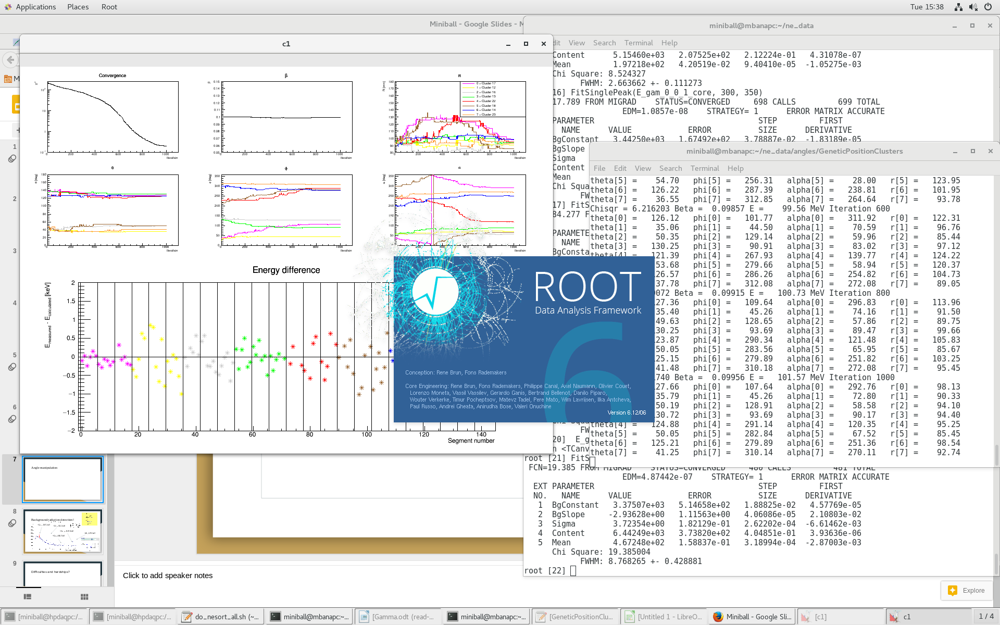 Applications Places Root
Tue 15:38
Miniball - Google Slides - M
miniball@mbanapc:~/ne_data
c1
dit View Search Terminal Help
Content 5.15460e+03 2.07525e+02 2.12224e-01 4.31078e-07
Mean 1.97218e+02 4.20519e-02 9.40410e-05 -1.05275e-03
Chi Square: 8.524327
FWHM: 2.663662 +- 0.111273
16] FitSinglePeak(E_gam_0_0_1_core, 300, 350)
17.789 FROM MIGRAD STATUS=CONVERGED 698 CALLS 699 TOTAL
EDM=1.0857e-08 STRATEGY= 1 ERROR MATRIX ACCURATE
PARAMETER STEP FIRST
NAME VALUE ERROR SIZE DERIVATIVE
BgConstant 3.44250e+03 1.67492e+02 3.78887e-02 -1.83189e-05
BgSlope
Sigma
Content
Mean
Chi Squa
FW
17] FitS
84.277 F
PARAMETE
NAME
BgConsta
Convergence
β
R
0 = Cluster 17
1 = Cluster 12
2 = Cluster 16
3 = Cluster 13
4 = Cluster 22
5 = Cluster 18
6 = Cluster 14
7 = Cluster 23
Iteration
θ
φ
α
Energy difference
E measured - E calculated [keV]
2
1.5
1
0.5
0
−0.5
−1
−1.5
−2
0 20 40 60 80 100 120 140
Segment number
miniball@mbanapc:~/ne_data/angles/GeneticPositionClusters
File Edit View Search Terminal Help
theta[5] = 54.70 phi[5] = 256.31 alpha[5] = 28.00 r[5] = 123.95
theta[6] = 126.22 phi[6] = 287.39 alpha[6] = 238.81 r[6] = 101.95
theta[7] = 36.55 phi[7] = 312.85 alpha[7] = 264.64 r[7] = 93.78
Chisqr = 6.216203 Beta = 0.09857 E = 99.56 MeV Iteration 600
theta[0] = 126.12 phi[0] = 101.77 alpha[0] = 311.92 r[0] = 122.31
theta[1] = 35.06 phi[1] = 44.50 alpha[1] = 70.59 r[1] = 96.76
theta[2] = 50.35 phi[2] = 129.14 alpha[2] = 59.96 r[2] = 85.44
theta[3] = 130.25 phi[3] = 90.91 alpha[3] = 83.02 r[3] = 97.12
theta[4] = 121.39 phi[4] = 267.93 alpha[4] = 139.77 r[4] = 124.22
53.68 phi[5] = 279.66 alpha[5] = 58.94 r[5] = 120.37
26.57 phi[6] = 286.26 alpha[6] = 254.82 r[6] = 104.73
37.78 phi[7] = 312.08 alpha[7] = 272.08 r[7] = 89.05
0072 Beta = 0.09915 E = 100.73 MeV Iteration 800
27.36 phi[0] = 109.64 alpha[0] = 296.83 r[0] = 113.96
35.40 phi[1] = 45.26 alpha[1] = 74.16 r[1] = 91.50
49.63 phi[2] = 128.65 alpha[2] = 57.86 r[2] = 89.75
30.25 phi[3] = 93.69 alpha[3] = 89.47 r[3] = 99.66
23.87 phi[4] = 290.34 alpha[4] = 121.48 r[4] = 105.83
50.05 phi[5] = 283.56 alpha[5] = 65.95 r[5] = 85.67
25.15 phi[6] = 279.89 alpha[6] = 251.82 r[6] = 103.25
41.48 phi[7] = 310.18 alpha[7] = 272.08 r[7] = 95.45
1740 Beta = 0.09956 E = 101.57 MeV Iteration 1000
27.66 phi[0] = 107.64 alpha[0] = 292.76 r[0] = 98.13
35.79 phi[1] = 45.26 alpha[1] = 72.80 r[1] = 90.33
50.19 phi[2] = 128.91 alpha[2] = 58.58 r[2] = 94.10
30.72 phi[3] = 93.69 alpha[3] = 90.17 r[3] = 94.40
theta[4] = 124.88 phi[4] = 291.14 alpha[4] = 120.35 r[4] = 95.25
theta[5] = 50.05 phi[5] = 282.84 alpha[5] = 67.52 r[5] = 85.45
theta[6] = 125.21 phi[6] = 279.89 alpha[6] = 251.36 r[6] = 98.54
theta[7] = 41.25 phi[7] = 310.14 alpha[7] = 270.11 r[7] = 92.74
ROOT
Data Analysis Framework
6
Conception: Rene Brun, Fons Rademakers
Core Engineering: Rene Brun, Fons Rademakers, Philippe Canal, Axel Naumann, Olivier Couet,
Lorenzo Moneta, Vassil Vassilev, Gerardo Ganis, Bertrand Bellenot, Danilo Piparo,
Wouter Verkerke, Timur Pocheptsov, Matevz Tadel, Pere Mato, Wim Lavrijsen, Ilka Antcheva,
Paul Russo, Andrei Gheata, Anirudha Bose, Valeri Onuchine
Version 6.12/06
Chi Squa
FW
20] E_g
n <TCanv
root [21] FitS
FCN=19.385 FROM MIGRAD STATUS=CONVERGED 480 CALLS 481 TOTAL
EDM=4.87442e-07 STRATEGY= 1 ERROR MATRIX ACCURATE
EXT PARAMETER STEP FIRST
NO. NAME VALUE ERROR SIZE DERIVATIVE
1 BgConstant 3.37507e+03 5.14658e+02 1.88825e-02 4.57769e-05
2 BgSlope -2.93628e+00 1.11563e+00 4.06086e-05 2.10803e-02
3 Sigma 3.72354e+00 1.82129e-01 2.62202e-04 -6.61462e-03
4 Content 6.44249e+03 3.73820e+02 4.04851e-01 3.93636e-06
5 Mean 4.67248e+02 1.58837e-01 3.18994e-04 -2.87003e-03
Chi Square: 19.385004
FWHM: 8.768265 +- 0.428881
root [22]
1
2
3
4
5
6
7
Angle manipulation
8
Background radiation detection!
9
Difficulties and hardships?
Click to add speaker notes
Explore
[miniball@hpdaqpc:/... [miniball@hpdaqpc:/... do_nesort_all.sh (~... miniball@mbanapc:~... [Gamma.odt (read-... miniball@mbanapc:~... [GeneticPositionClu... [Untitled 1 - LibreO... Miniball - Google Sli... [c1] c1 1 / 4